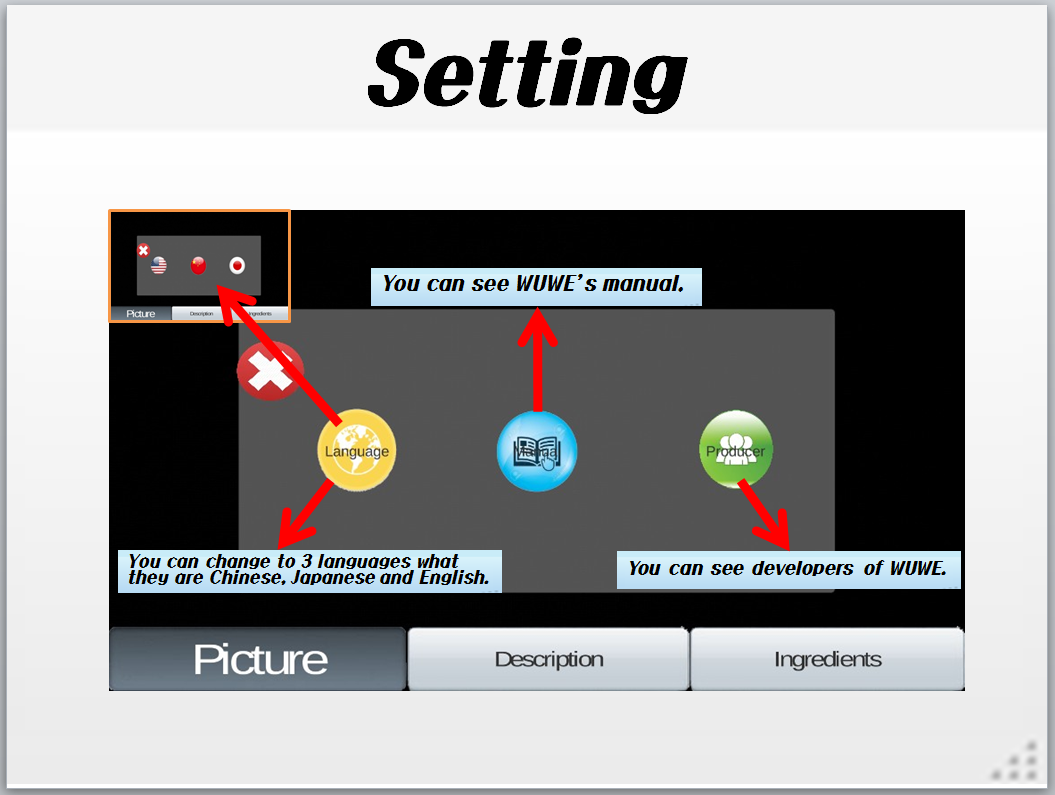 Setting
Picture
Description
Ingredients
You can see WUWE's manual.
Language
Manual
Producer
You can change to 3 languages what
they are Chinese, Japanese and English.
You can see developers of WUWE.
Picture
Description
Ingredients